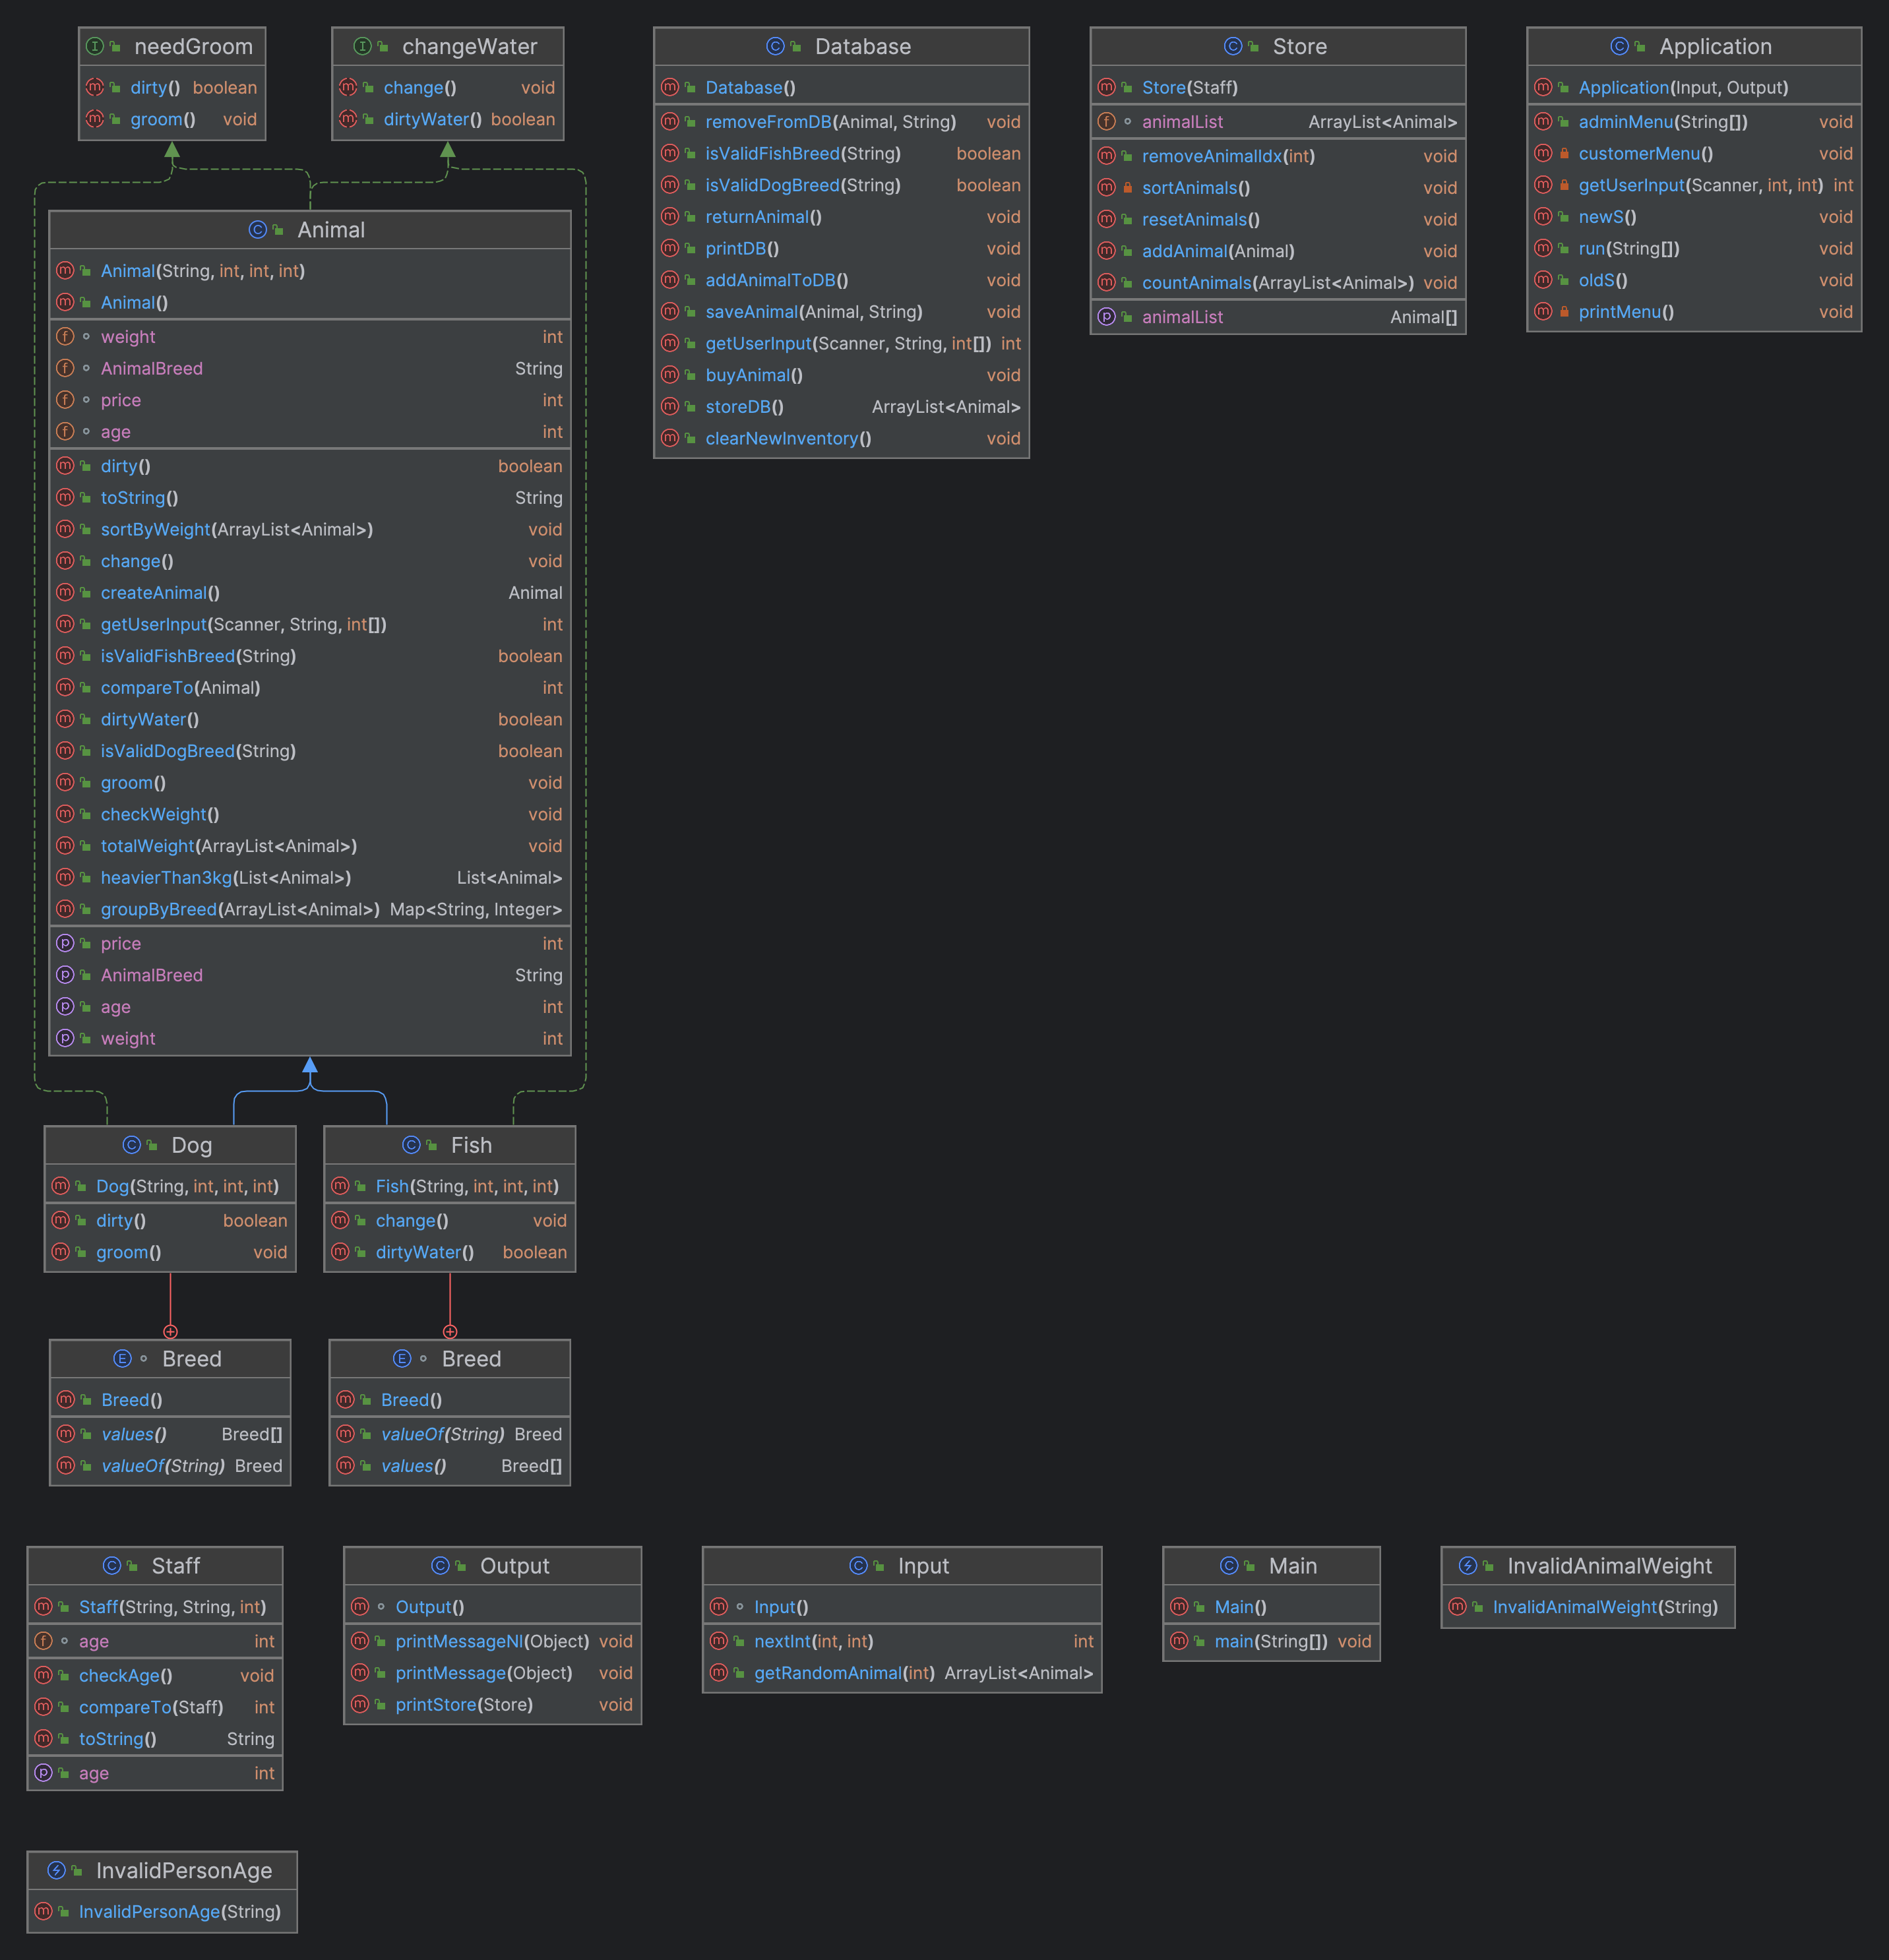 needGroom
dirty() boolean
groom() void
changeWater
change() void
dirtyWater() boolean
Database
Database()
removeFromDB(Animal, String) void
isValidFishBreed(String) boolean
isValidDogBreed(String) boolean
returnAnimal() void
printDB() void
addAnimalToDB() void
saveAnimal(Animal, String) void
getUserInput(Scanner, String, int[]) int
buyAnimal() void
storeDB() ArrayList<Animal>
clearNewInventory() void
Store
Store(Staff)
animalList ArrayList<Animal>
removeAnimalIdx(int) void
sortAnimals() void
resetAnimals() void
addAnimal(Animal) void
countAnimals(ArrayList<Animal>) void
animalList Animal[]
Application
Application(Input, Output)
adminMenu(String[]) void
customerMenu() void
getUserInput(Scanner, int, int) int
newS() void
run(String[]) void
oldS() void
printMenu() void
Animal
Animal(String, int, int, int)
Animal()
weight int
AnimalBreed String
price int
age int
dirty() boolean
toString() String
sortByWeight(ArrayList<Animal>) void
change() void
createAnimal() Animal
getUserInput(Scanner, String, int[]) int
isValidFishBreed(String) boolean
compareTo(Animal) int
dirtyWater() boolean
isValidDogBreed(String) boolean
groom() void
checkWeight() void
totalWeight(ArrayList<Animal>) void
heavierThan3kg(List<Animal>) List<Animal>
groupByBreed(ArrayList<Animal>) Map<String, Integer>
price int
AnimalBreed String
age int
weight int
Dog
Dog(String, int, int, int)
dirty() boolean
groom() void
Fish
Fish(String, int, int, int)
change() void
dirtyWater() boolean
Breed
Breed()
values() Breed[]
valueOf(String) Breed
Breed
Breed()
valueOf(String) Breed
values() Breed[]
Staff
Staff(String, String, int)
age int
checkAge() void
compareTo(Staff) int
toString() String
age int
Output
Output()
printMessageNl(Object) void
printMessage(Object) void
printStore(Store) void
Input
Input()
nextInt(int, int) int
getRandomAnimal(int) ArrayList<Animal>
Main
Main()
main(String[]) void
InvalidAnimalWeight
InvalidAnimalWeight(String)
InvalidPersonAge
InvalidPersonAge(String)